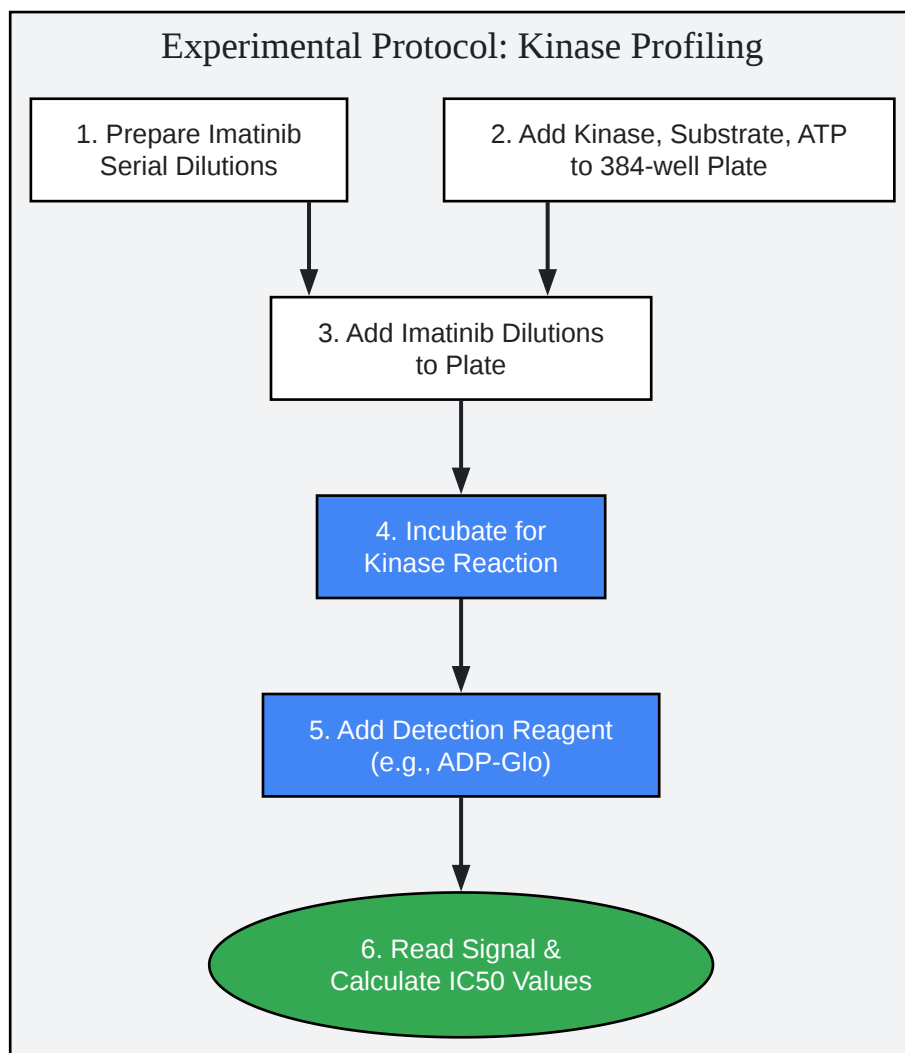 Experimental Protocol: Kinase Profiling
1. Prepare Imatinib
Serial Dilutions
2. Add Kinase, Substrate, ATP
to 384-well Plate
3. Add Imatinib Dilutions
to Plate
4. Incubate for
Kinase Reaction
5. Add Detection Reagent
(e.g., ADP-Glo)
6. Read Signal &
Calculate IC50 Values